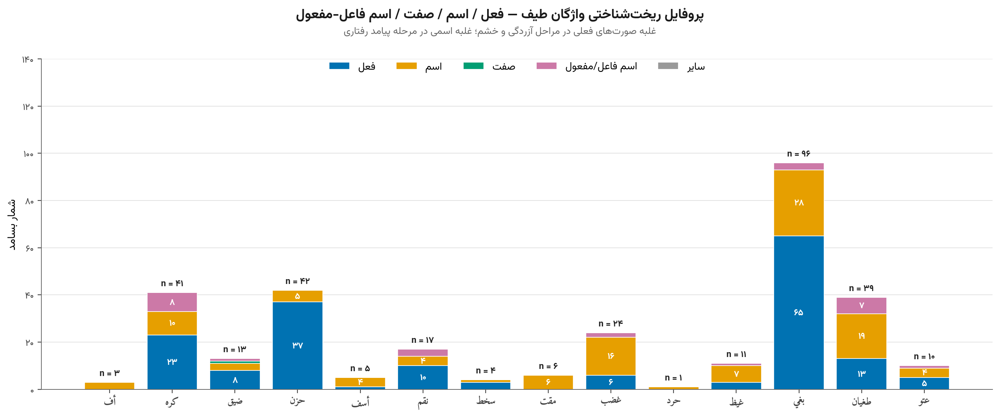 پروفایل ریخت‌شناختی واژگان طیف — فعل / اسم / صفت / اسم فاعل-مفعول
غلبه صورت‌های فعلی در مراحل آزردگی و خشم؛ غلبه اسمی در مرحله پیامد رفتاری
فعل اسم صفت اسم فاعل/مفعول سایر
شمار بسامد
۱۴۰
۱۲۰
۱۰۰
۸۰
۶۰
۴۰
۲۰
۰
n = ۳
n = ۴۱
۸
۱۰
۲۳
n = ۱۳
۸
n = ۴۲
۵
۳۷
n = ۵
۴
n = ۱۷
۴
۱۰
n = ۴
n = ۶
۶
n = ۲۴
۱۶
۶
n = ۱
n = ۱۱
۷
n = ۹۶
۲۸
۶۵
n = ۳۹
۷
۱۹
۱۳
n = ۱۰
۴
۵
أف کره ضيق حزن أسف نقم سخط مقت غضب حرد غيظ بغي طغيان عتو